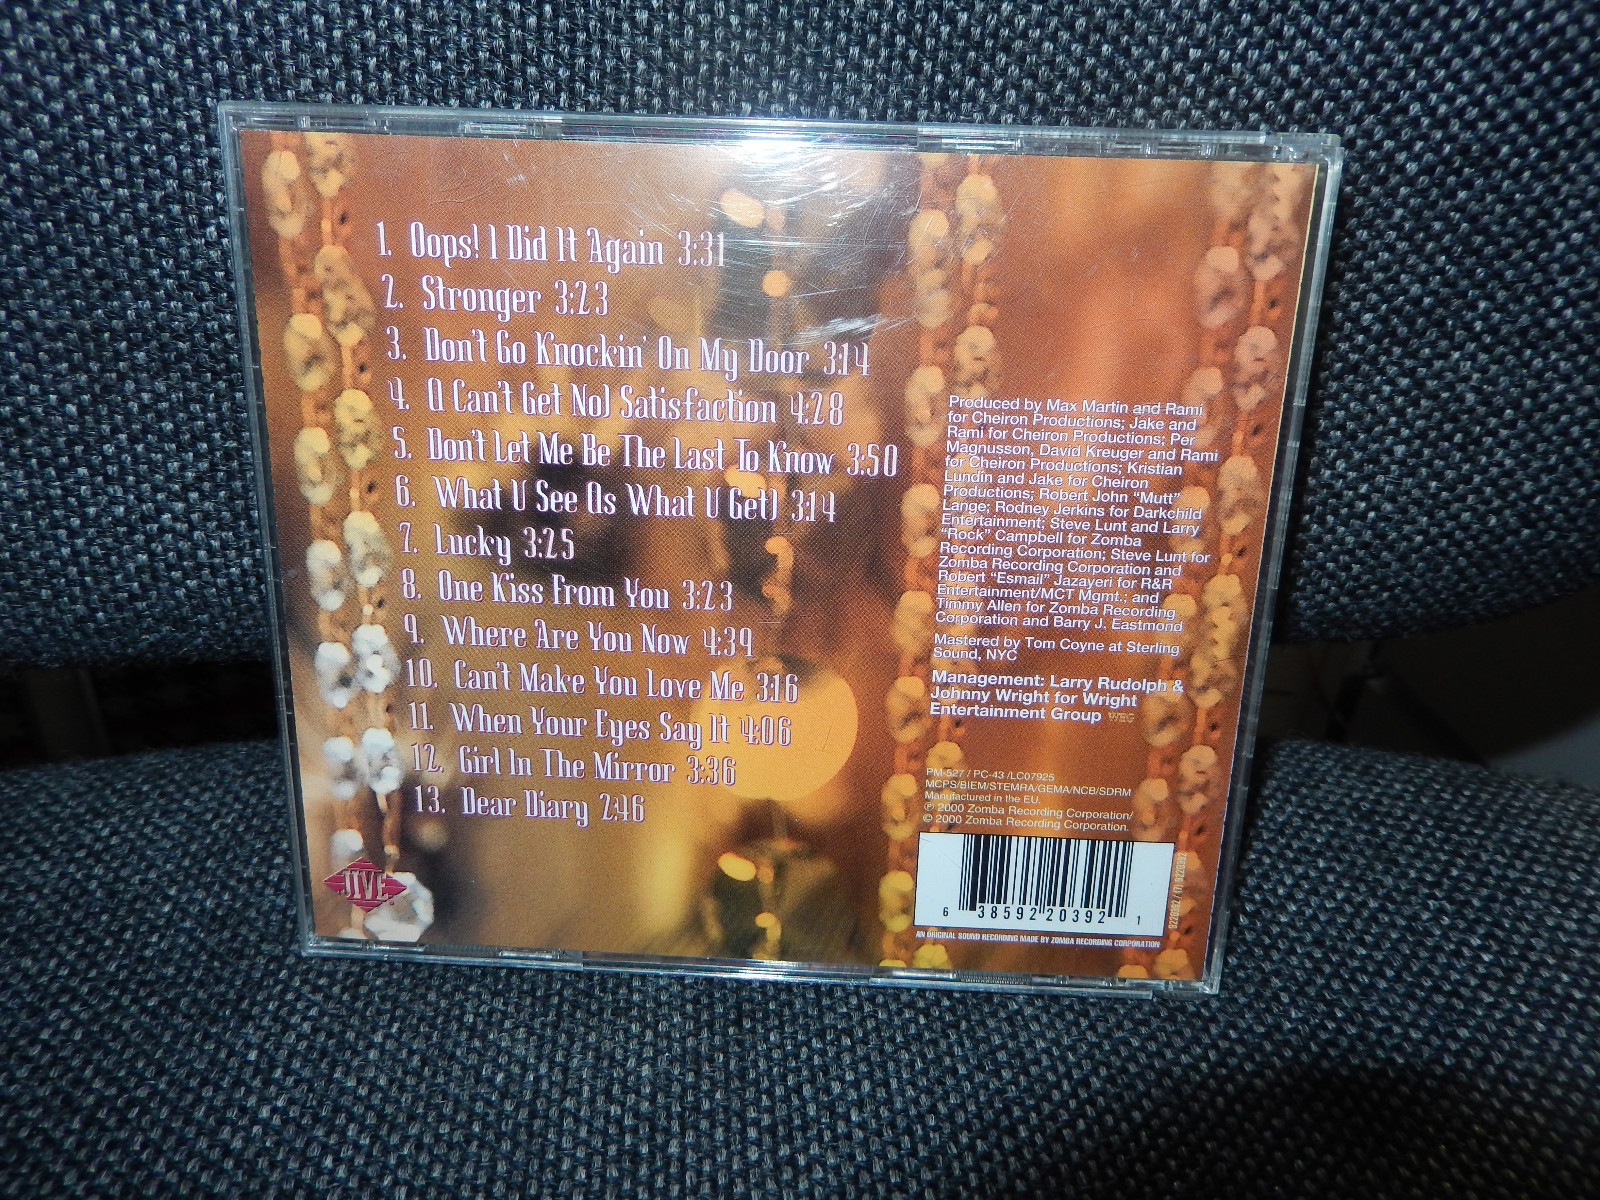 1. Oops! I Did It Again 3:31
2. Stronger 3:23
3. Don't Go Knockin' On My Door 3:14
4. (I Can't Get No) Satisfaction 4:28
5. Don't Let Me Be The Last To Know 3:50
6. What U See (Is What U Get) 3:14
7. Lucky 3:25
8. One Kiss From You 3:23
9. Where Are You Now 4:39
10. Can't Make You Love Me 3:16
11. When Your Eyes Say It 4:06
12. Girl In The Mirror 3:36
13. Dear Diary 2:46
JIVE
Produced by Max Martin and Rami
for Cheiron Productions; Jake and
Rami for Cheiron Productions; Per
Magnusson, David Kreuger and Rami
for Cheiron Productions; Kristian
Lundin and Jake for Cheiron
Productions; Robert John "Mutt"
Lange; Rodney Jerkins for Darkchild
Entertainment; Steve Lunt and Larry
"Rock" Campbell for Zomba
Recording Corporation; Steve Lunt for
Zomba Recording Corporation and
Robert "Esmail" Jazayeri for R&R
Entertainment/MCT Mgmt.; and
Timmy Allen for Zomba Recording
Corporation and Barry J. Eastmond
Mastered by Tom Coyne at Sterling
Sound, NYC
Management: Larry Rudolph &
Johnny Wright for Wright
Entertainment Group WEG
PM-527 / PC-43 /LC07925
MCPS/BIEM/STEMRA/GEMA/NCB/SDRM
Manufactured in the EU.
℗ 2000 Zomba Recording Corporation/
© 2000 Zomba Recording Corporation.
6 38592 20392 1
9220392 / (7) 9220392
AN ORIGINAL SOUND RECORDING MADE BY ZOMBA RECORDING CORPORATION